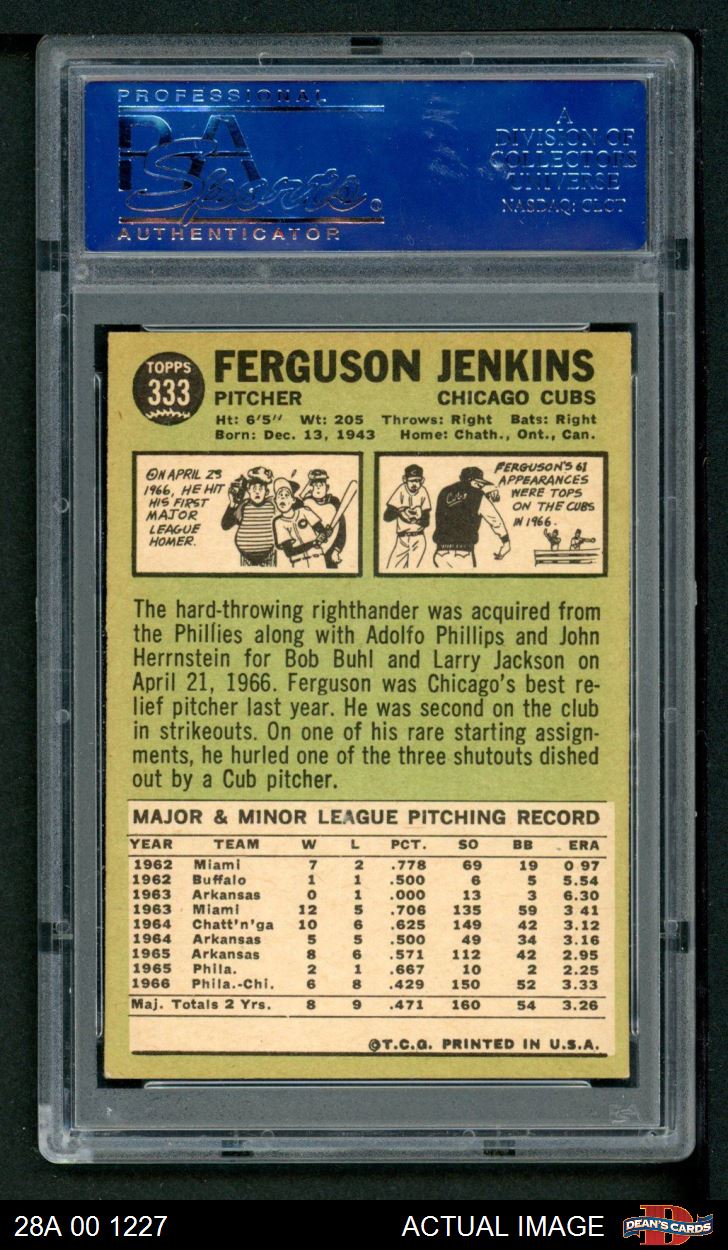 PROFESSIONAL
PSA
Sports
AUTHENTICATOR
A
DIVISION OF
COLLECTORS
UNIVERSE
NASDAQ: CLCT
TOPPS
333
FERGUSON JENKINS
PITCHER CHICAGO CUBS
Ht: 6'5" Wt: 205 Throws: Right Bats: Right
Born: Dec. 13, 1943 Home: Chath., Ont., Can.
ON APRIL 23
1966, HE HIT
HIS FIRST
MAJOR
LEAGUE
HOMER.
Cubs
FERGUSON'S 61
APPEARANCES
WERE TOPS
ON THE CUBS
IN 1966.
The hard-throwing righthander was acquired from
the Phillies along with Adolfo Phillips and John
Herrnstein for Bob Buhl and Larry Jackson on
April 21, 1966. Ferguson was Chicago's best re-
lief pitcher last year. He was second on the club
in strikeouts. On one of his rare starting assign-
ments, he hurled one of the three shutouts dished
out by a Cub pitcher.
MAJOR & MINOR LEAGUE PITCHING RECORD
YEAR TEAM W L PCT. SO BB ERA
1962 Miami 7 2 .778 69 19 0 97
1962 Buffalo 1 1 .500 6 5 5.54
1963 Arkansas 0 1 .000 13 3 6.30
1963 Miami 12 5 .706 135 59 3 41
1964 Chatt'n'ga 10 6 .625 149 42 3.12
1964 Arkansas 5 5 .500 49 34 3.16
1965 Arkansas 8 6 .571 112 42 2.95
1965 Phila. 2 1 .667 10 2 2.25
1966 Phila.-Chi. 6 8 .429 150 52 3.33
Maj. Totals 2 Yrs. 8 9 .471 160 54 3.26
©T.C.G. PRINTED IN U.S.A.
PSA
28A 00 1227 ACTUAL IMAGE
DEAN'S CARDS